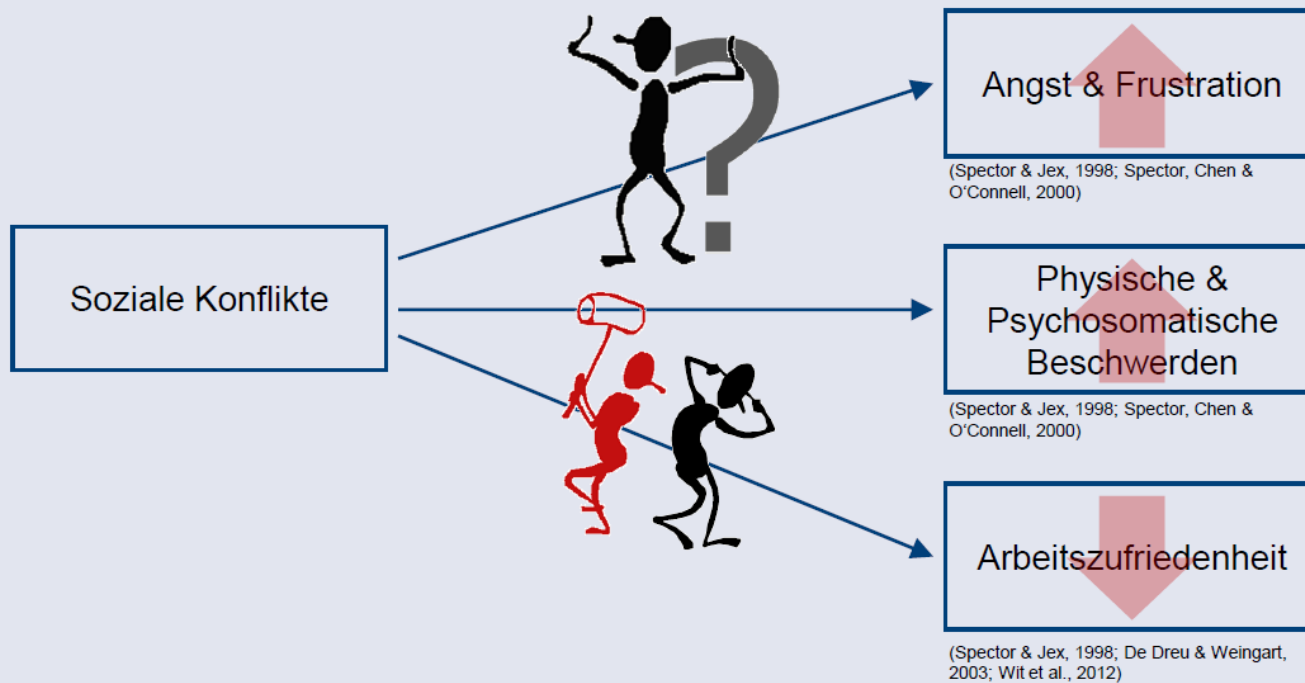 Angst & Frustration
(Spector & Jex, 1998; Spector, Chen &
O‘Connell, 2000)
Soziale Konflikte
Physische &
Psychosomatische
Beschwerden
(Spector & Jex, 1998; Spector, Chen &
O‘Connell, 2000)
Arbeitszufriedenheit
(Spector & Jex, 1998; De Dreu & Weingart,
2003; Wit et al., 2012)